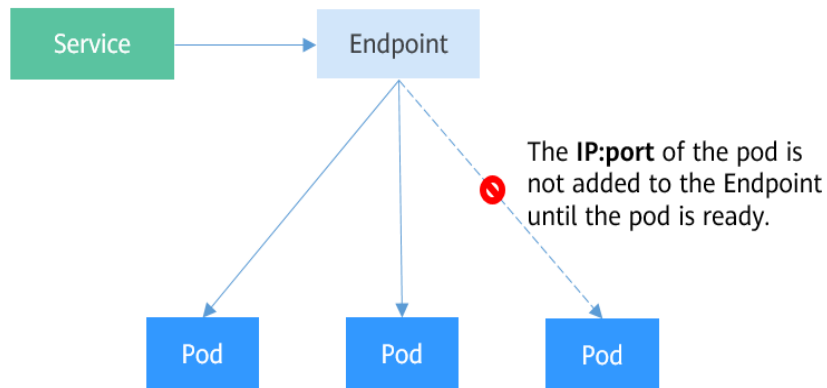 Service
Endpoint
The IP:port of the pod is
not added to the Endpoint
until the pod is ready.
Pod
Pod
Pod